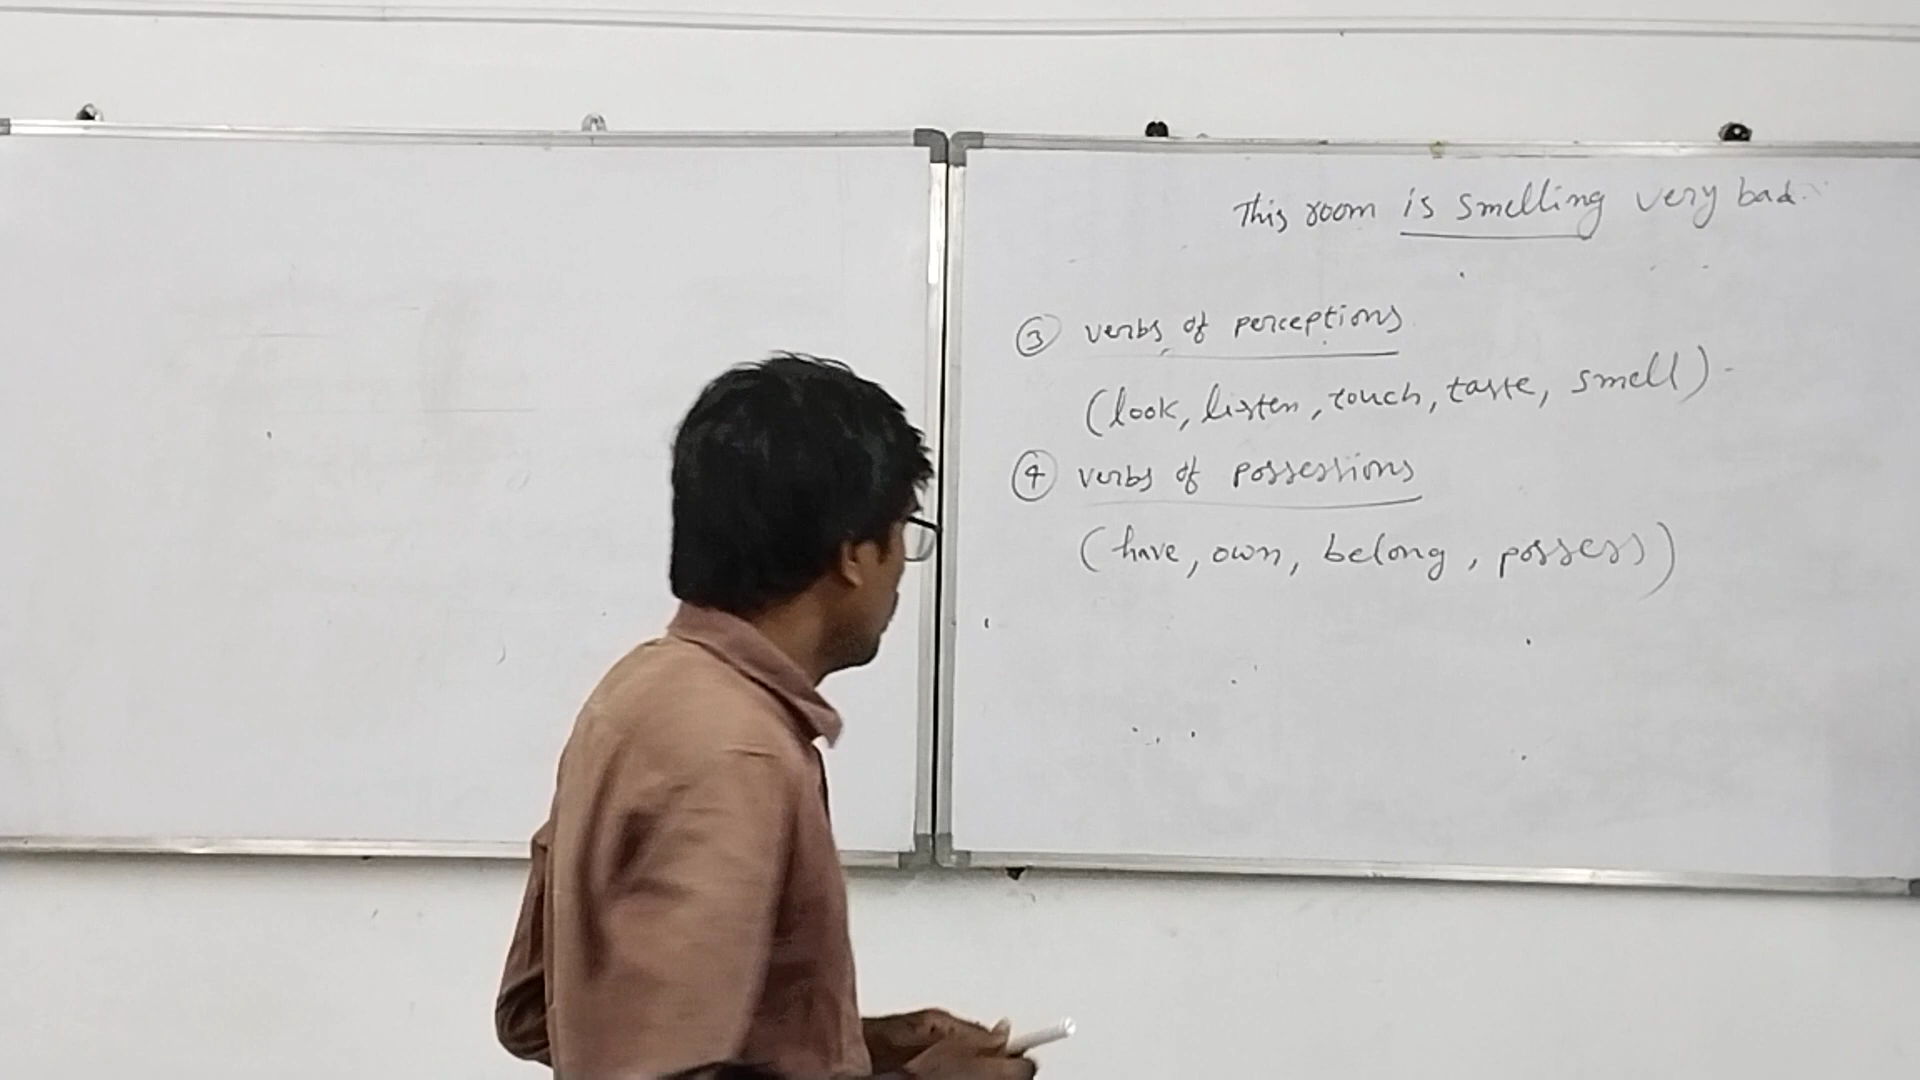 This room is smelling very bad.
③ verbs of perceptions
(look, listen, touch, taste, smell).
④ verbs of possessions
(have, own, belong, possess)